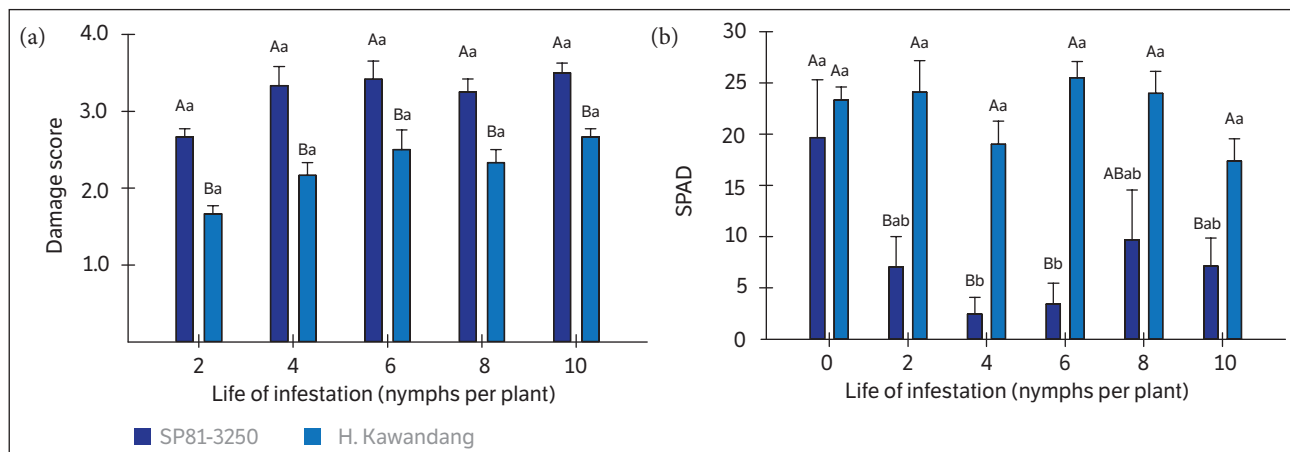 (a)
Damage score
4.0
3.0
2.0
1.0
Aa
Ba
Aa
Ba
Aa
Ba
Aa
Ba
Aa
Ba
2 4 6 8 10
Life of infestation (nymphs per plant)
SP81-3250 H. Kawandang
(b)
SPAD
30
25
20
15
10
5
0
Aa
Aa
Bab
Aa
Bb
Aa
Bb
Aa
ABab
Aa
Bab
Aa
0 2 4 6 8 10
Life of infestation (nymphs per plant)